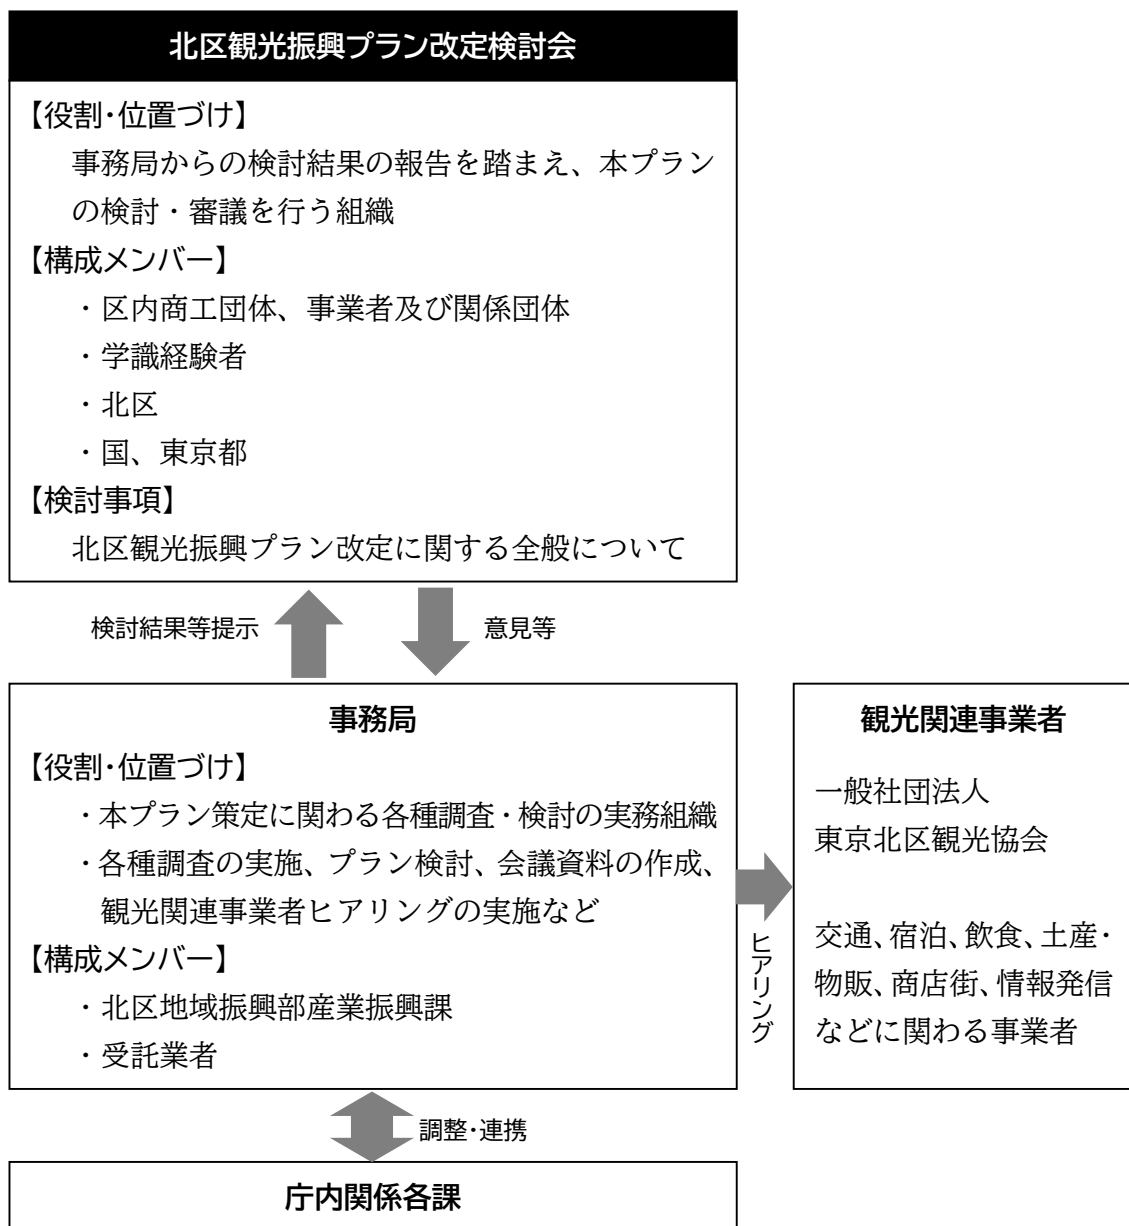 北区観光振興プラン改定検討会
【役割・位置づけ】
事務局からの検討結果の報告を踏まえ、本プラン
の検討・審議を行う組織
【構成メンバー】
・区内商工団体、事業者及び関係団体
・学識経験者
・北区
・国、東京都
【検討事項】
北区観光振興プラン改定に関する全般について
検討結果等提示
意見等
事務局
【役割・位置づけ】
・本プラン策定に関わる各種調査・検討の実務組織
・各種調査の実施、プラン検討、会議資料の作成、
観光関連事業者ヒアリングの実施など
【構成メンバー】
・北区地域振興部産業振興課
・受託業者
ヒアリング
観光関連事業者
一般社団法人
東京北区観光協会
交通、宿泊、飲食、土産・
物販、商店街、情報発信
などに関わる事業者
調整・連携
庁内関係各課